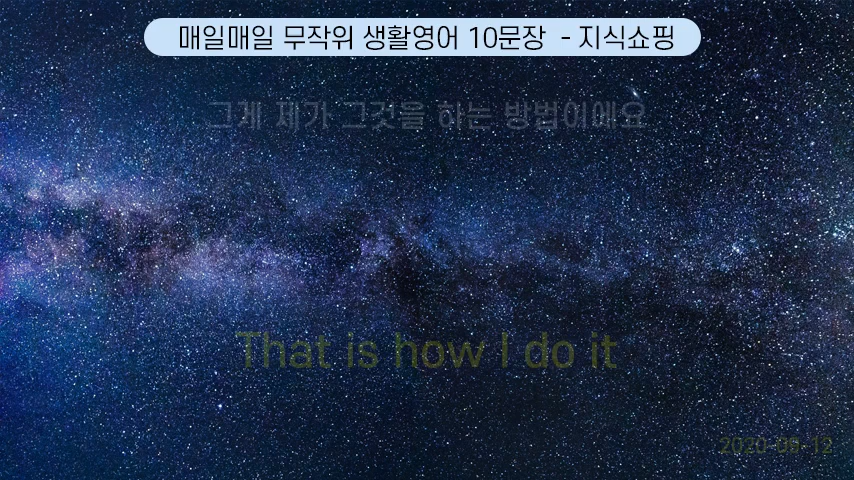 매일매일 무작위 생활영어 10문장 - 지식쇼핑
그게 제가 그것을 하는 방법이에요
That is how I do it
2020-08-12